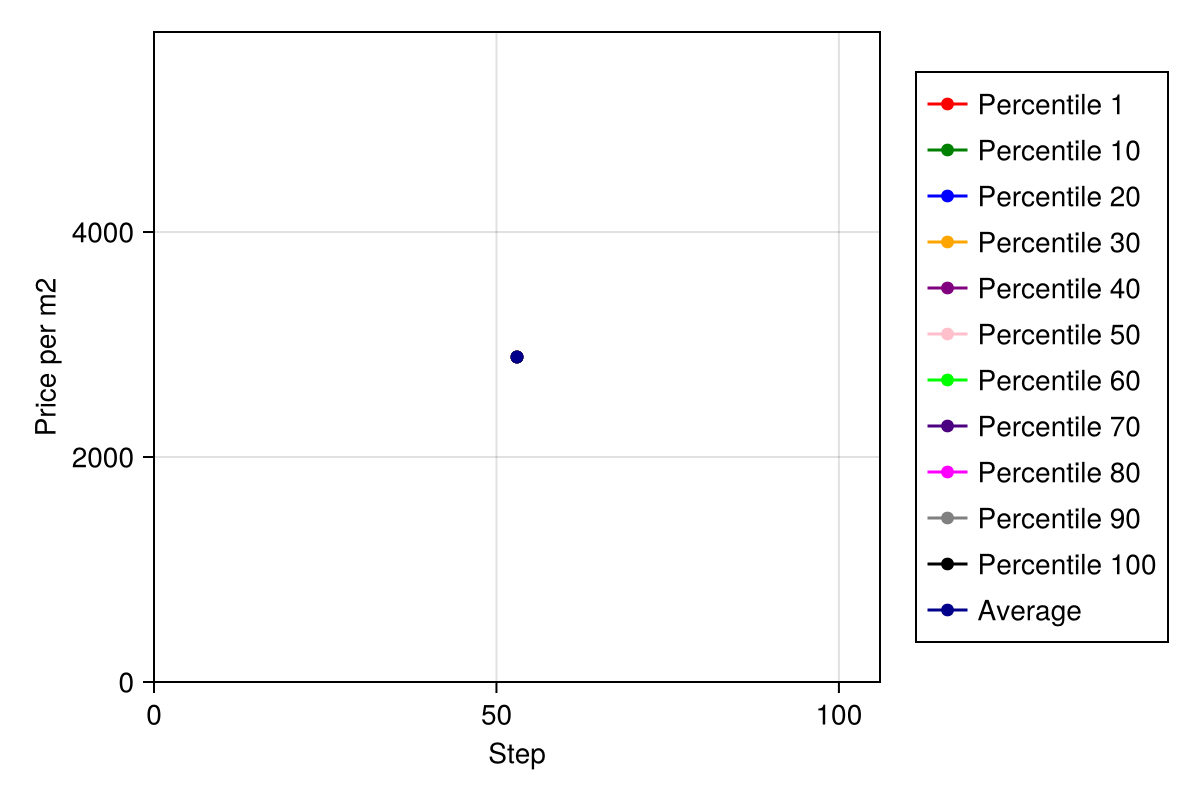 Price per m2
4000
2000
0
0 50 100
Step
Percentile 1
Percentile 10
Percentile 20
Percentile 30
Percentile 40
Percentile 50
Percentile 60
Percentile 70
Percentile 80
Percentile 90
Percentile 100
Average